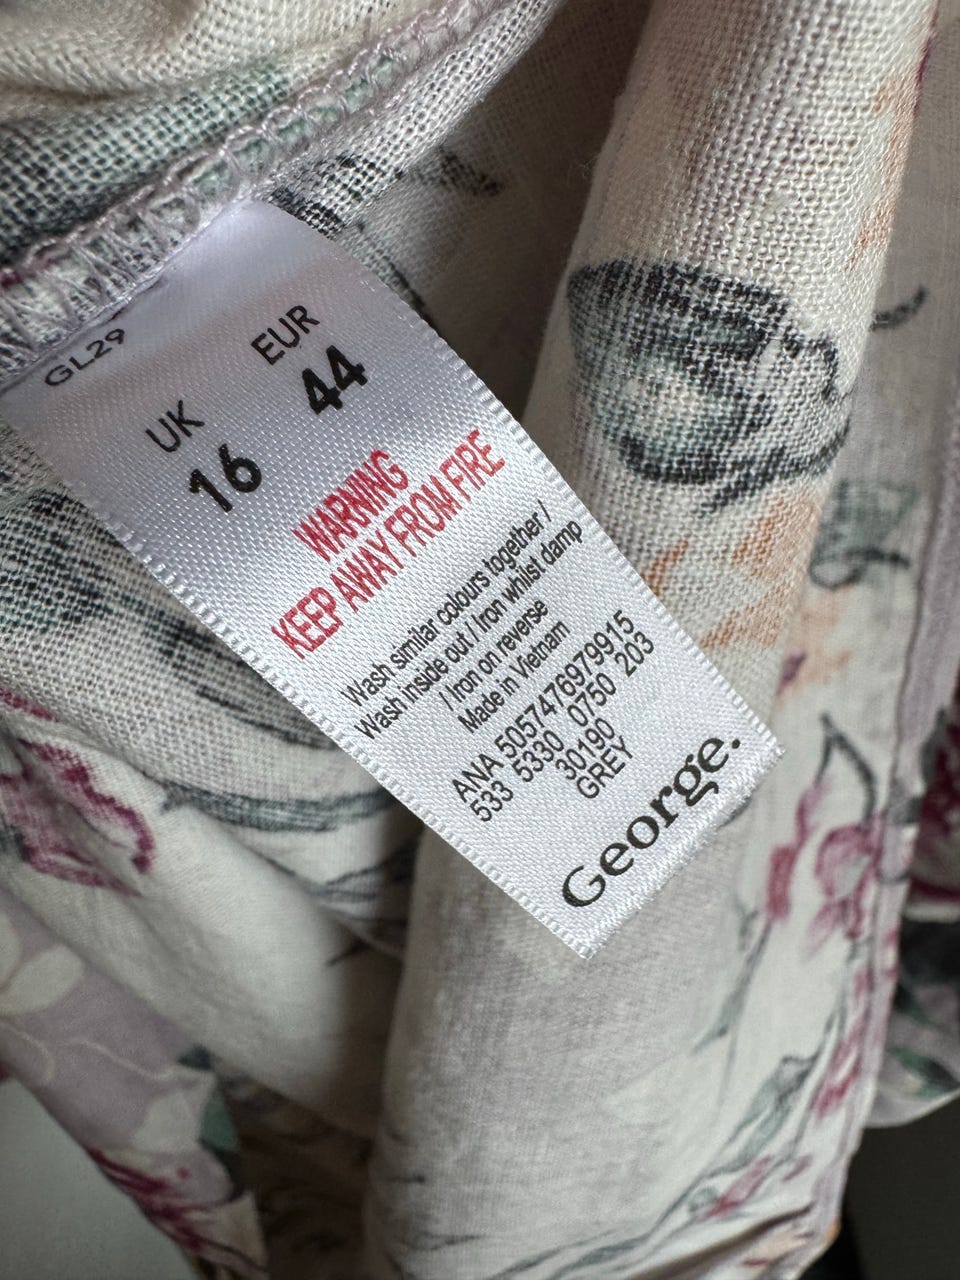 GL29
UK EUR
16 44
WARNING
KEEP AWAY FROM FIRE
Wash similar colours together /
Wash inside out / Iron whilst damp
/ Iron on reverse
Made in Vietnam
ANA 5057476979915
533 5330 0750 203
30190
GREY
George.